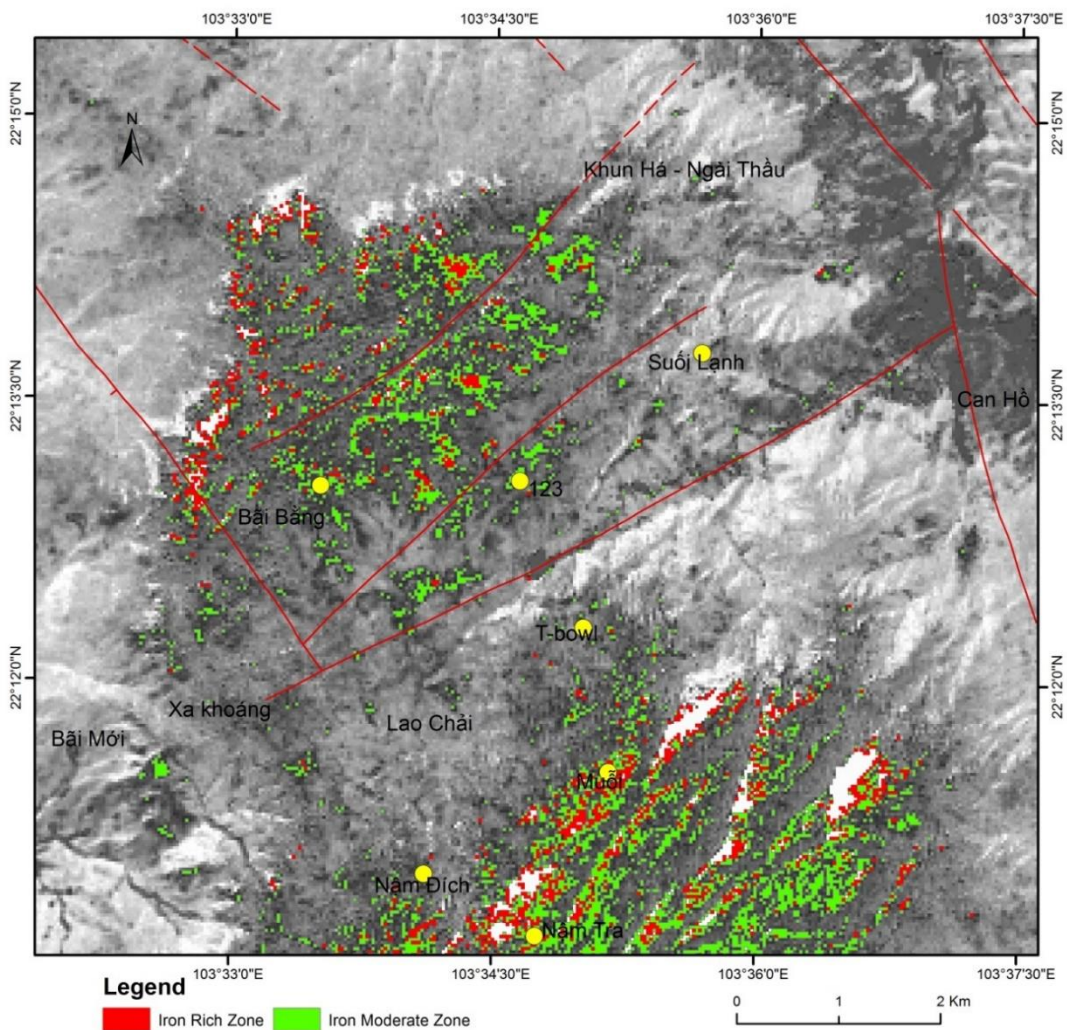 103°33'0"E 103°34'30"E 103°36'0"E 103°37'30"E
22°15'0"N
22°15'0"N
N
Khun Há - Ngải Thầu
Suối Lạnh
22°13'30"N
22°13'30"N
Can Hồ
123
Bãi Bằng
T-bowl
22°12'0"N
22°12'0"N
Xa khoáng
Lao Chải
Bãi Mới
Muỗi
Nậm Đích
Nậm Tra
103°33'0"E 103°34'30"E 103°36'0"E 103°37'30"E
Legend
Iron Rich Zone Iron Moderate Zone
0 1 2 Km